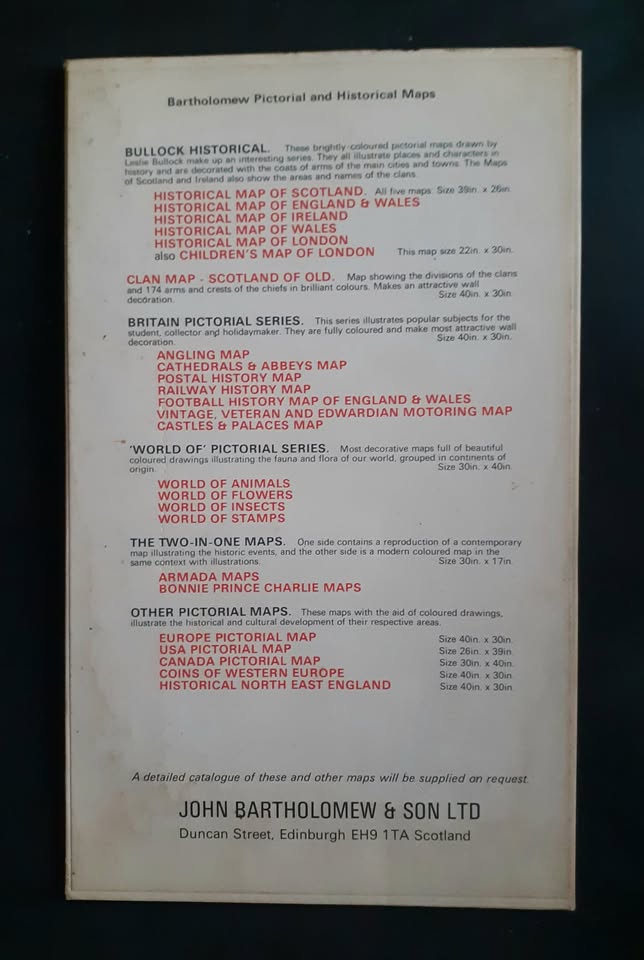 Bartholomew Pictorial and Historical Maps
BULLOCK HISTORICAL. These brightly-coloured pictorial maps drawn by
Leslie Bullock make up an interesting series. They all illustrate places and characters in
history and are decorated with the coats of arms of the main cities and towns. The Maps
of Scotland and Ireland also show the areas and names of the clans.
HISTORICAL MAP OF SCOTLAND. All five maps: Size 39in. x 26in.
HISTORICAL MAP OF ENGLAND & WALES
HISTORICAL MAP OF IRELAND
HISTORICAL MAP OF WALES
HISTORICAL MAP OF LONDON
also CHILDREN'S MAP OF LONDON This map size 22in. x 30in.
CLAN MAP - SCOTLAND OF OLD. Map showing the divisions of the clans
and 174 arms and crests of the chiefs in brilliant colours. Makes an attractive wall
decoration. Size 40in. x 30in.
BRITAIN PICTORIAL SERIES. This series illustrates popular subjects for the
student, collector and holidaymaker. They are fully coloured and make most attractive wall
decoration. Size 40in. x 30in.
ANGLING MAP
CATHEDRALS & ABBEYS MAP
POSTAL HISTORY MAP
RAILWAY HISTORY MAP
FOOTBALL HISTORY MAP OF ENGLAND & WALES
VINTAGE, VETERAN AND EDWARDIAN MOTORING MAP
CASTLES & PALACES MAP
'WORLD OF' PICTORIAL SERIES. Most decorative maps full of beautiful
coloured drawings illustrating the fauna and flora of our world, grouped in continents of
origin. Size 30in. x 40in.
WORLD OF ANIMALS
WORLD OF FLOWERS
WORLD OF INSECTS
WORLD OF STAMPS
THE TWO-IN-ONE MAPS. One side contains a reproduction of a contemporary
map illustrating the historic events, and the other side is a modern coloured map in the
same context with illustrations. Size 30in. x 17in.
ARMADA MAPS
BONNIE PRINCE CHARLIE MAPS
OTHER PICTORIAL MAPS. These maps with the aid of coloured drawings,
illustrate the historical and cultural development of their respective areas.
EUROPE PICTORIAL MAP Size 40in. x 30in.
USA PICTORIAL MAP Size 26in. x 39in.
CANADA PICTORIAL MAP Size 30in. x 40in.
COINS OF WESTERN EUROPE Size 40in. x 30in.
HISTORICAL NORTH EAST ENGLAND Size 40in. x 30in.
A detailed catalogue of these and other maps will be supplied on request.
JOHN BARTHOLOMEW & SON LTD
Duncan Street, Edinburgh EH9 1TA Scotland